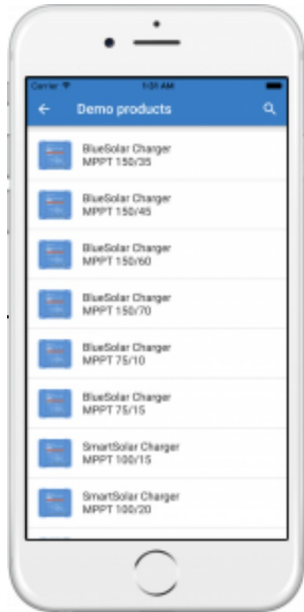 Carrier 1:31 AM
Demo products
BlueSolar Charger
MPPT 150/35
BlueSolar Charger
MPPT 150/45
BlueSolar Charger
MPPT 150/60
BlueSolar Charger
MPPT 150/70
BlueSolar Charger
MPPT 75/10
BlueSolar Charger
MPPT 75/15
SmartSolar Charger
MPPT 100/15
SmartSolar Charger
MPPT 100/20